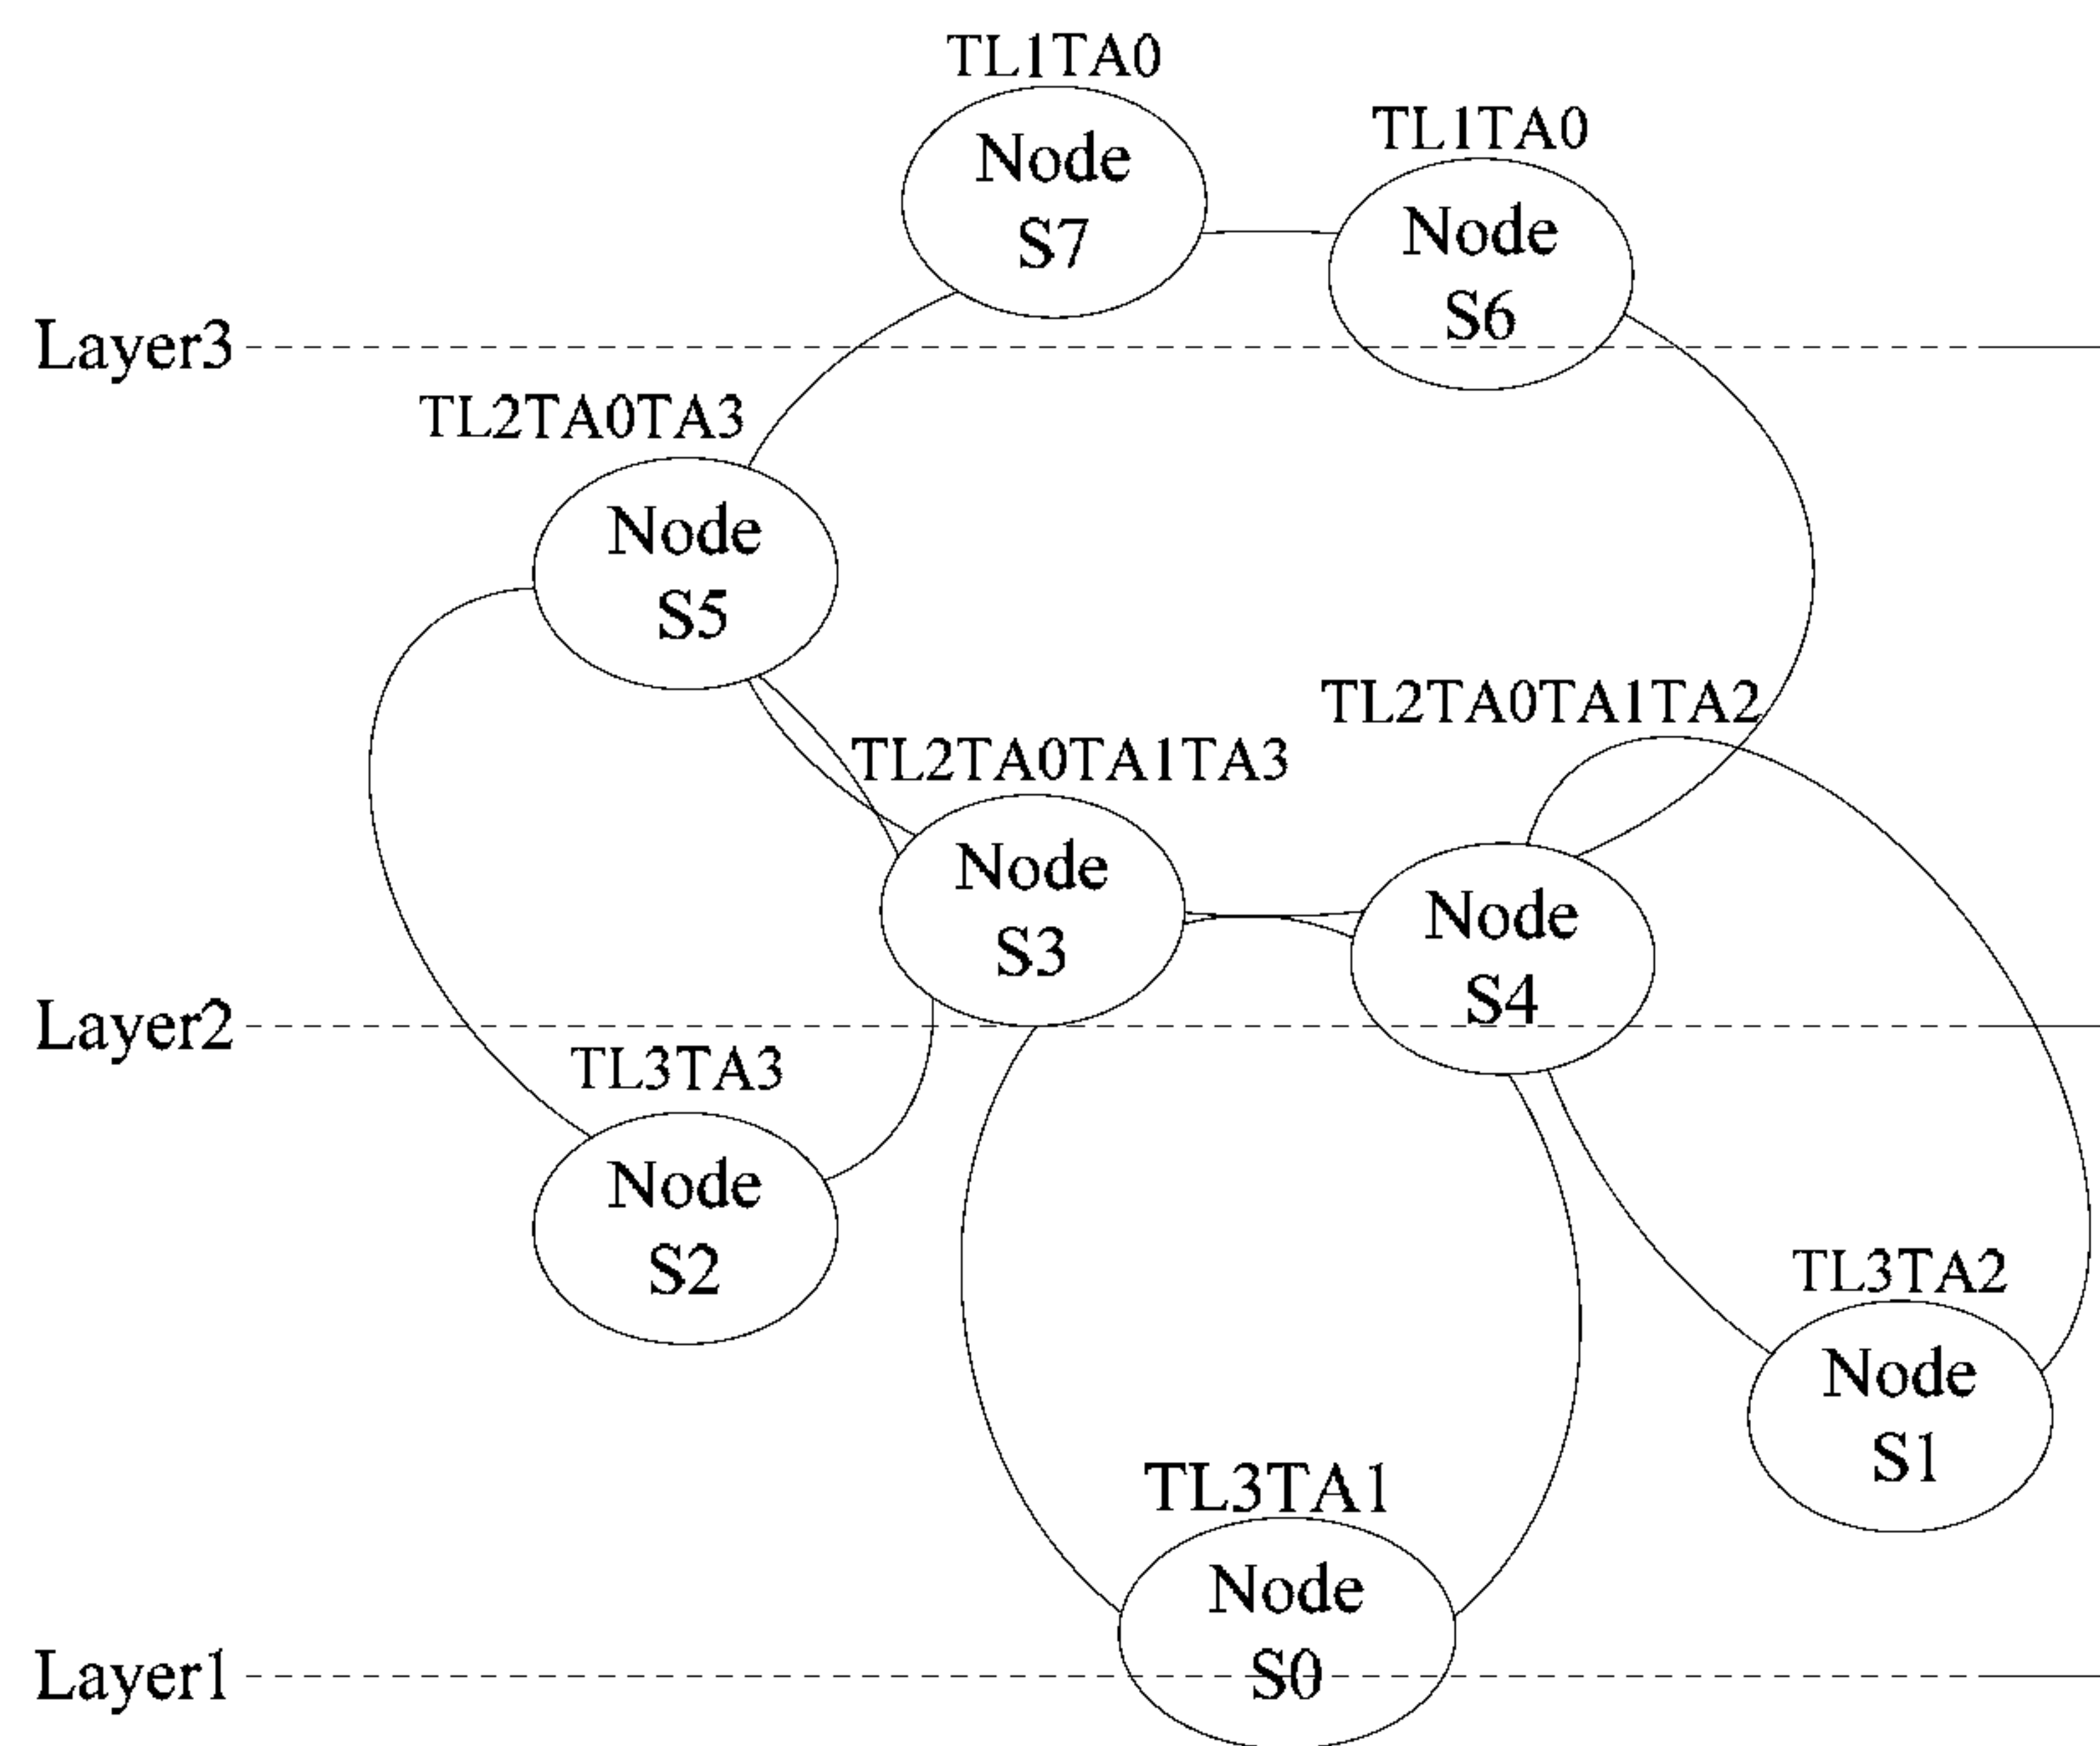 TL1TA0
Node
S7
TL1TA0
Node
S6
Layer3
TL2TA0TA3
Node
S5
TL2TA0TA1TA3
Node
S3
TL2TA0TA1TA2
Node
S4
Layer2
TL3TA3
Node
S2
TL3TA2
Node
S1
TL3TA1
Node
S0
Layer1